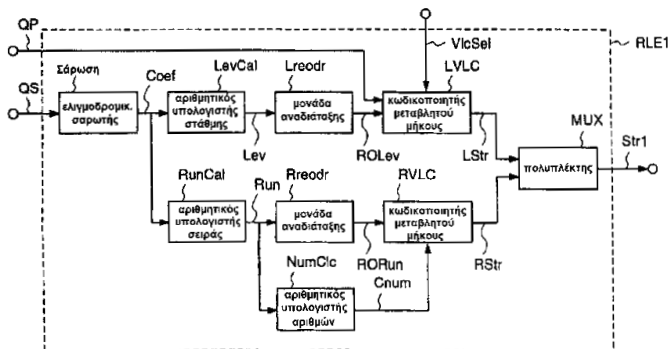 QP
VlcSel
RLE1
Σάρωση
QS
Coef
LevCal
Lreodr
LVLC
ελιγμοδρομικ.
σαρωτής
αριθμητικός
υπολογιστής
στάθμης
μονάδα
αναδιάταξης
κωδικοποιητής
μεταβλητού
μήκους
Lev
ROLev
LStr
MUX
Str1
πολυπλέκτης
RunCal
Run
Rreodr
RVLC
αριθμητικός
υπολογιστής
σειράς
μονάδα
αναδιάταξης
κωδικοποιητής
μεταβλητού
μήκους
RORun
RStr
NumClc
Cnum
αριθμητικός
υπολογιστής
αριθμών